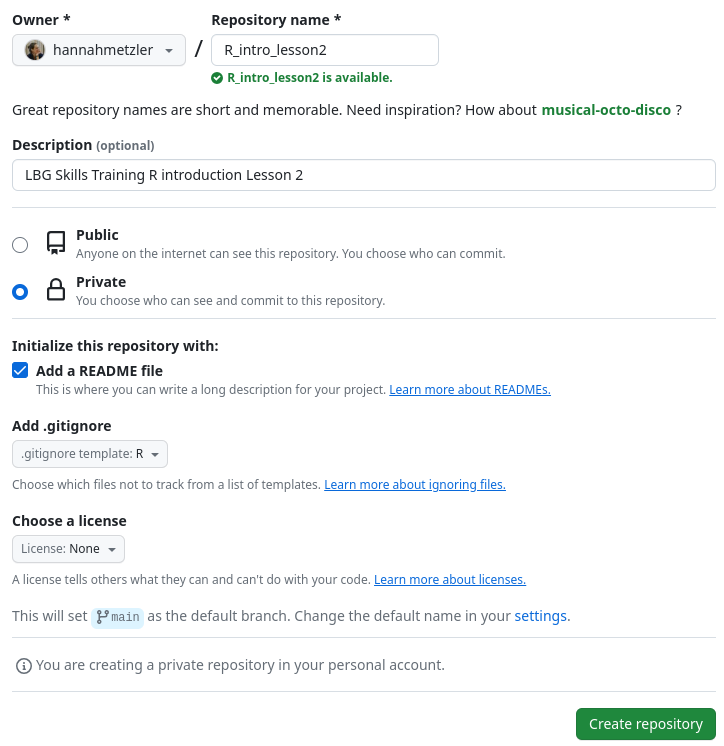 Owner * Repository name *
hannahmetzler / R_intro_lesson2
R_intro_lesson2 is available.
Great repository names are short and memorable. Need inspiration? How about musical-octo-disco ?
Description (optional)
LBG Skills Training R introduction Lesson 2
Public
Anyone on the internet can see this repository. You choose who can commit.
Private
You choose who can see and commit to this repository.
Initialize this repository with:
Add a README file
This is where you can write a long description for your project. Learn more about READMEs.
Add .gitignore
.gitignore template: R
Choose which files not to track from a list of templates. Learn more about ignoring files.
Choose a license
License: None
A license tells others what they can and can't do with your code. Learn more about licenses.
This will set main as the default branch. Change the default name in your settings.
You are creating a private repository in your personal account.
Create repository